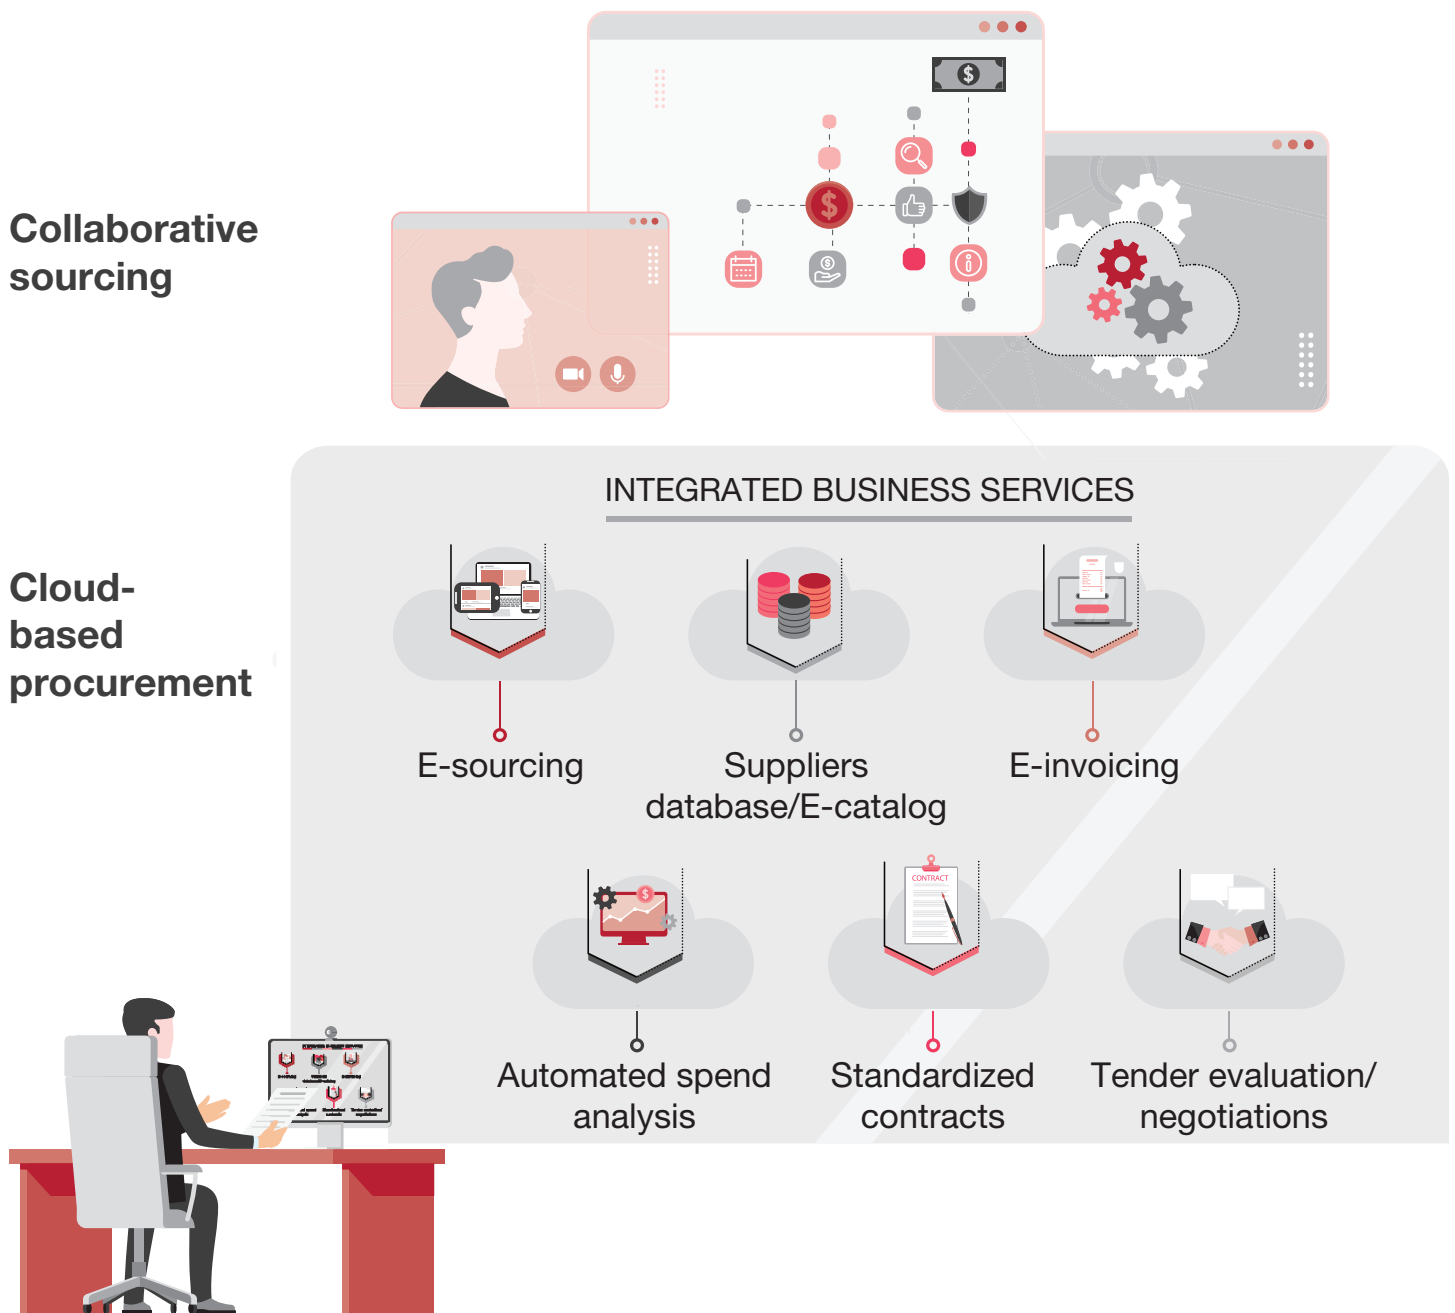 Collaborative
sourcing
INTEGRATED BUSINESS SERVICES
Cloud-
based
procurement
E-sourcing
Suppliers
database/E-catalog
E-invoicing
CONTRACT
Automated spend
analysis
Standardized
contracts
Tender evaluation/
negotiations